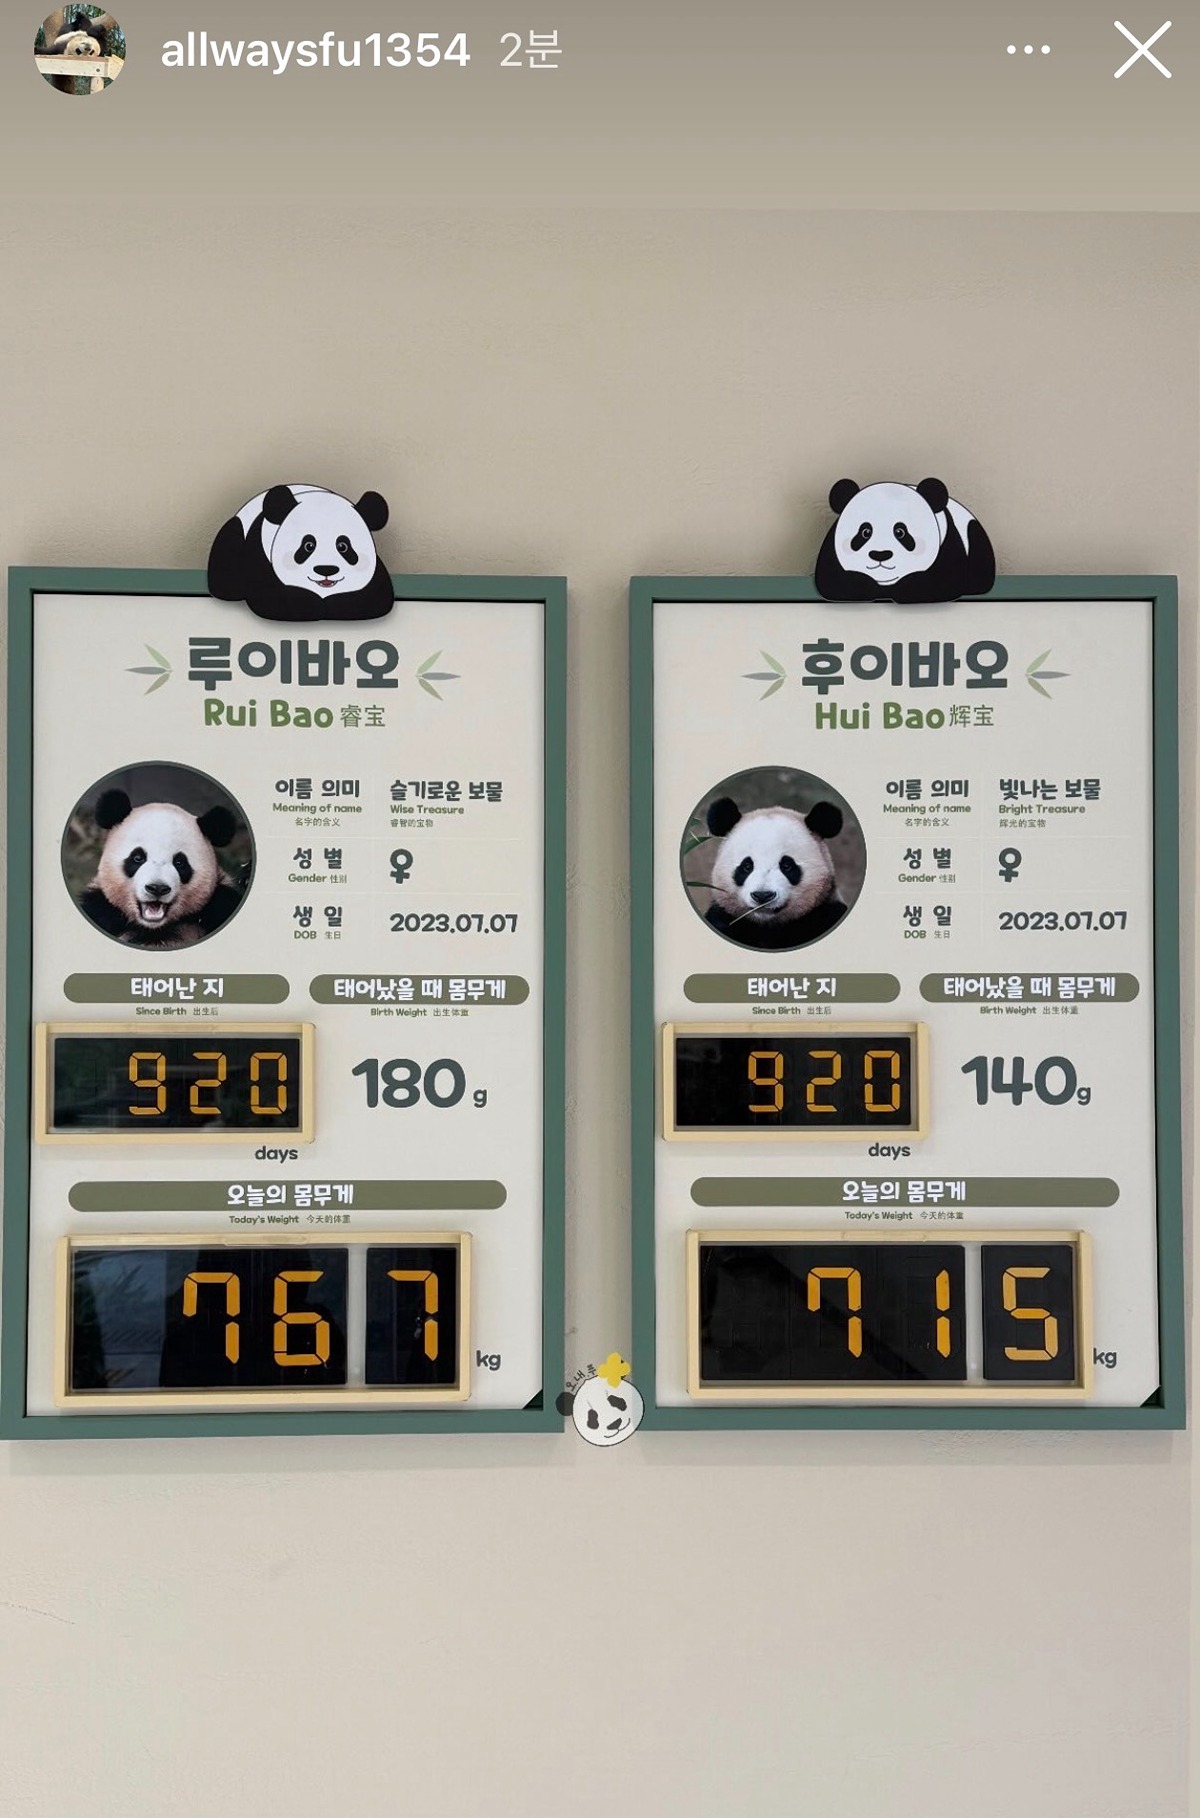 allwaysfu1354 2분
루이바오
Rui Bao 睿宝
이름 의미 슬기로운 보물
Meaning of name Wise Treasure
名字的含义 睿智的宝物
성 별 ♀
Gender 性别
생 일 2023.07.07
DOB 生日
태어난 지 태어났을 때 몸무게
Since Birth 出生后 Birth Weight 出生体重
920 180 g
days
오늘의 몸무게
Today's Weight 今天的体重
76 7 kg
후이바오
Hui Bao 辉宝
이름 의미 빛나는 보물
Meaning of name Bright Treasure
名字的含义 辉光的宝物
성 별 ♀
Gender 性别
생 일 2023.07.07
DOB 生日
태어난 지 태어났을 때 몸무게
Since Birth 出生后 Birth Weight 出生体重
920 140g
days
오늘의 몸무게
Today's Weight 今天的体重
71 5 kg
오내루